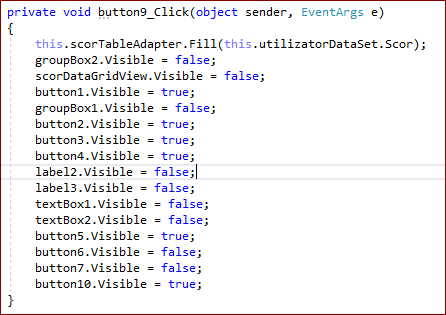 private void button9_Click(object sender, EventArgs e)
{
this.scorTableAdapter.Fill(this.utilizatorDataSet.Scor);
groupBox2.Visible = false;
scorDataGridView.Visible = false;
button1.Visible = true;
groupBox1.Visible = false;
button2.Visible = true;
button3.Visible = true;
button4.Visible = true;
label2.Visible = false;
label3.Visible = false;
textBox1.Visible = false;
textBox2.Visible = false;
button5.Visible = true;
button6.Visible = false;
button7.Visible = false;
button10.Visible = true;
}